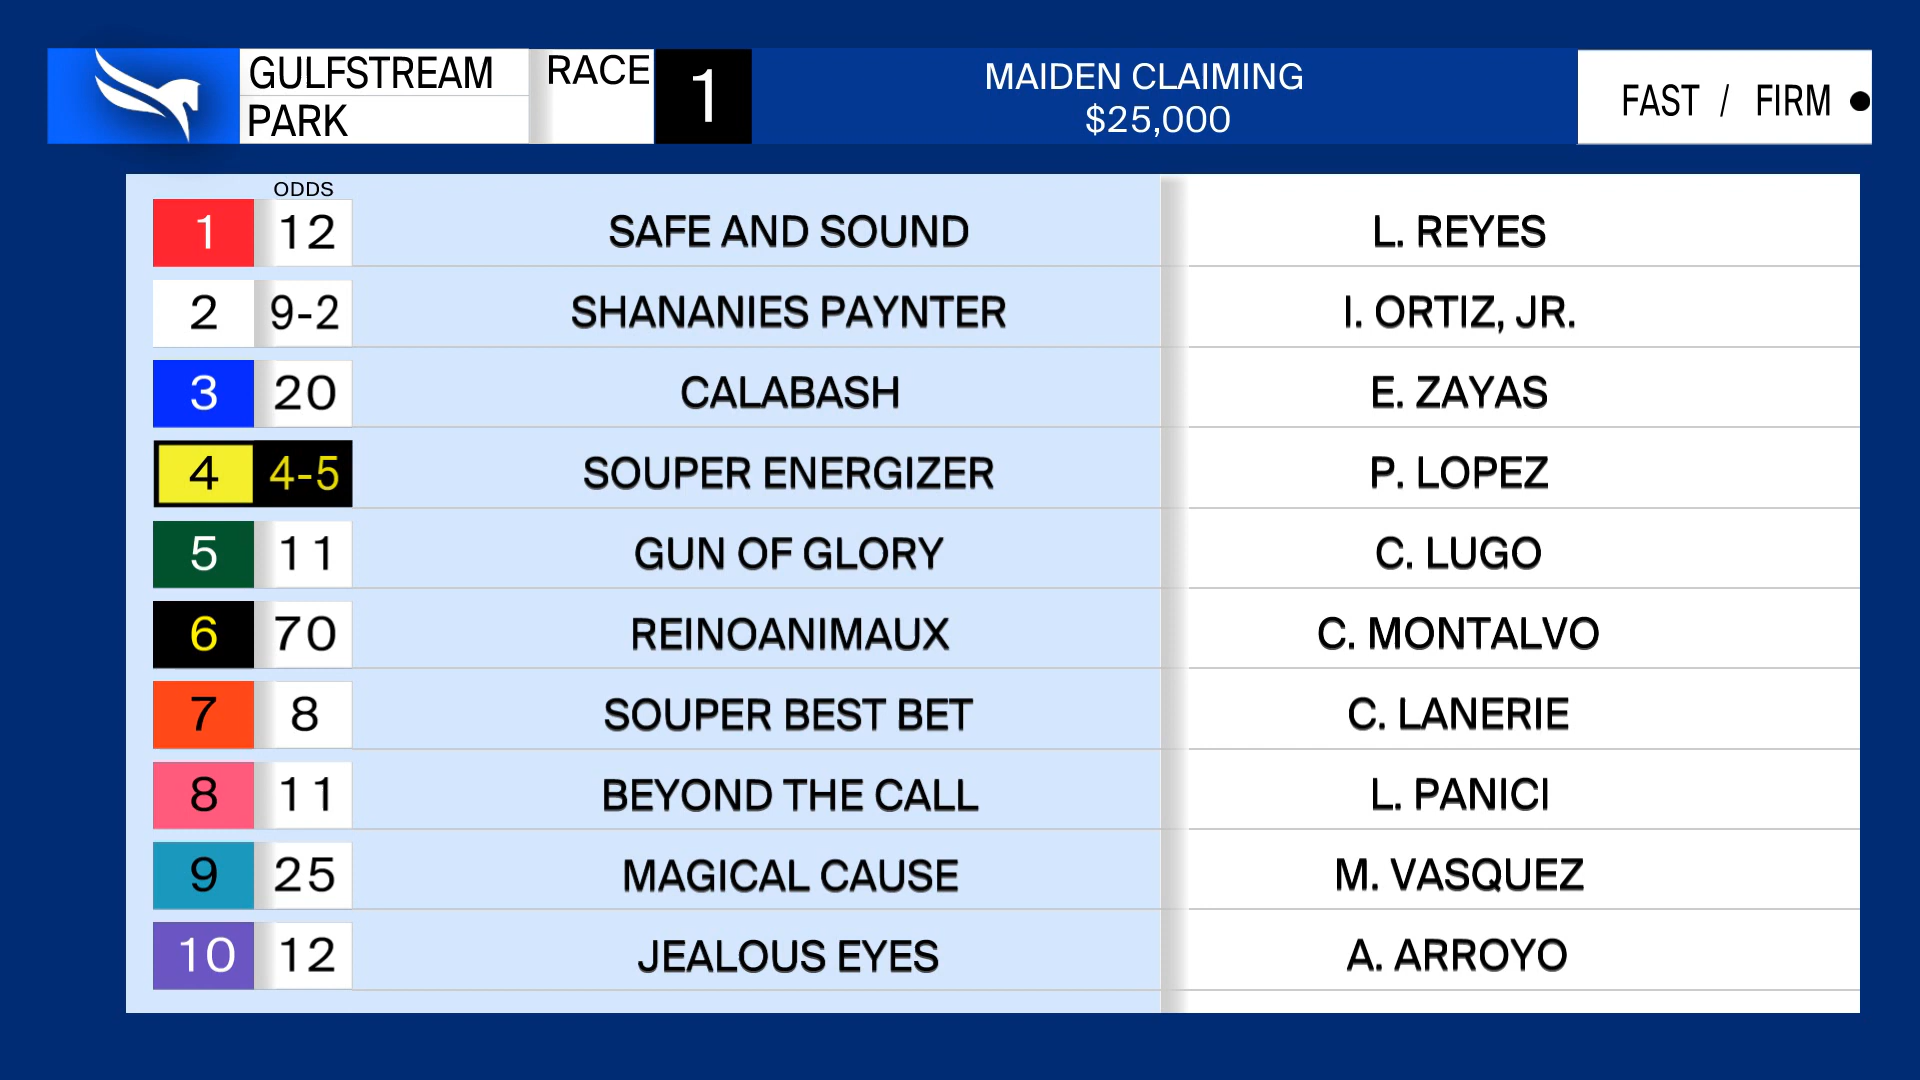 GULFSTREAM PARK
RACE 1
MAIDEN CLAIMING
$25,000
FAST / FIRM
ODDS
1 12 SAFE AND SOUND L. REYES
2 9-2 SHANANIES PAYNTER I. ORTIZ, JR.
3 20 CALABASH E. ZAYAS
4 4-5 SOUPER ENERGIZER P. LOPEZ
5 11 GUN OF GLORY C. LUGO
6 70 REINOANIMAUX C. MONTALVO
7 8 SOUPER BEST BET C. LANERIE
8 11 BEYOND THE CALL L. PANICI
9 25 MAGICAL CAUSE M. VASQUEZ
10 12 JEALOUS EYES A. ARROYO